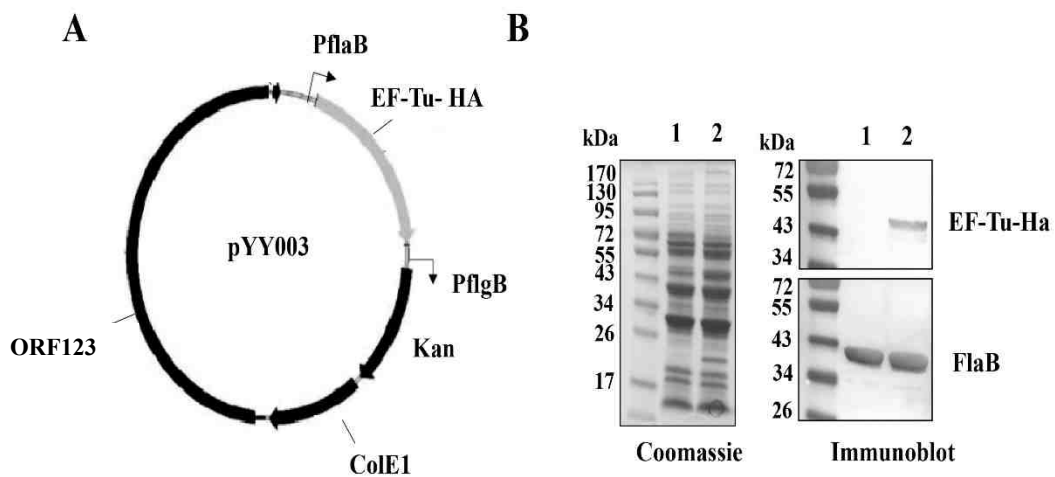 A
PflaB
EF-Tu- HA
pYY003
PflgB
ORF123
Kan
ColE1
B
kDa 1 2
170
130
95
72
55
43
34
26
17
Coomassie
kDa 1 2
72
55
43
34
EF-Tu-Ha
72
55
43
34
26
FlaB
Immunoblot